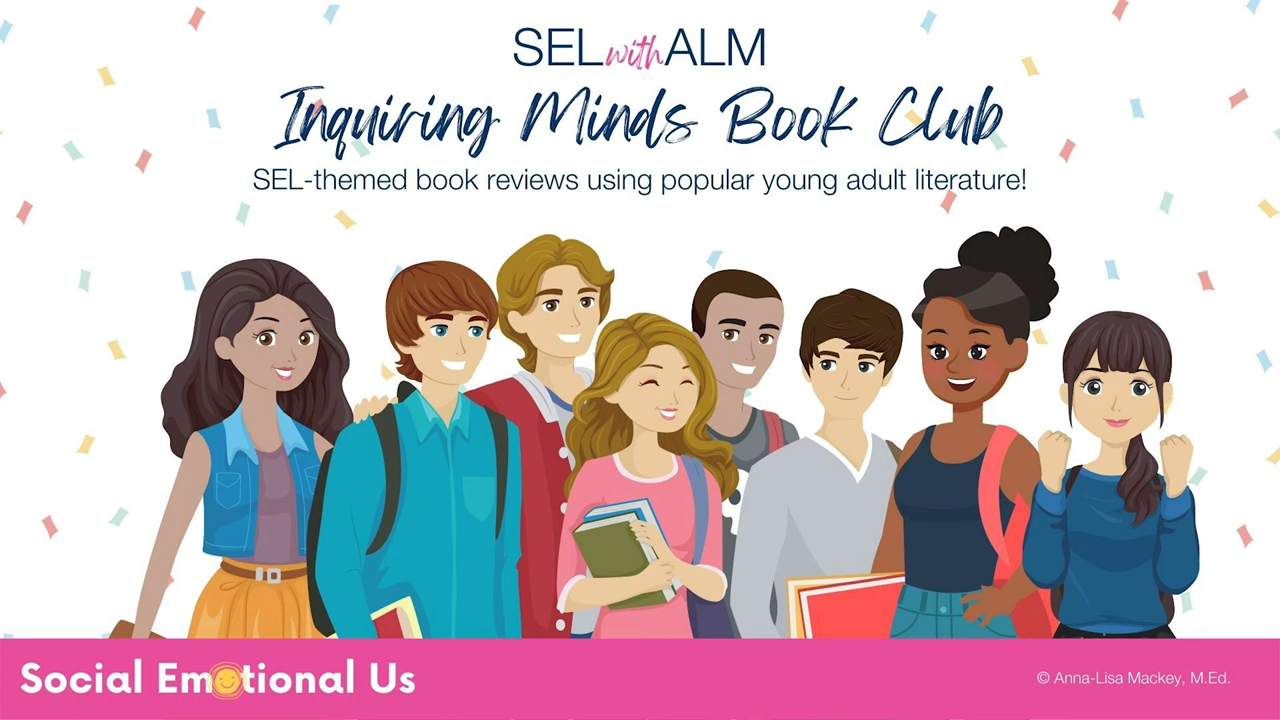 SEL with ALM
Inquiring Minds Book Club
SEL-themed book reviews using popular young adult literature!
Social Emotional Us
© Anna-Lisa Mackey, M.Ed.